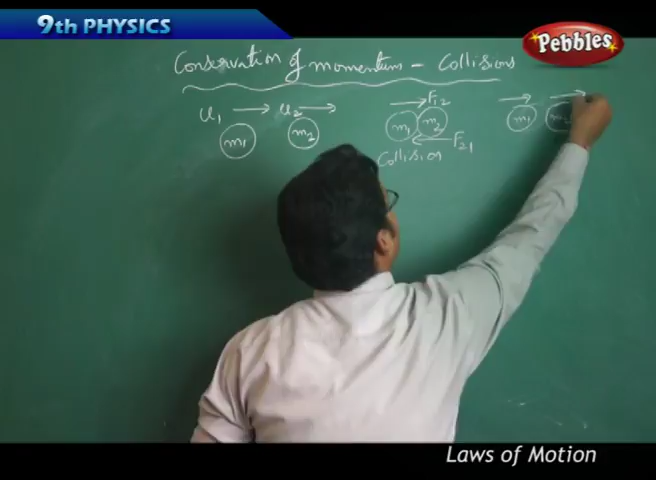 9th PHYSICS
Pebbles
Conservation of momentum - Collisions
u1 u2 F12
m1 m2 m1 m2 m1 m2
F21
Collision
Laws of Motion